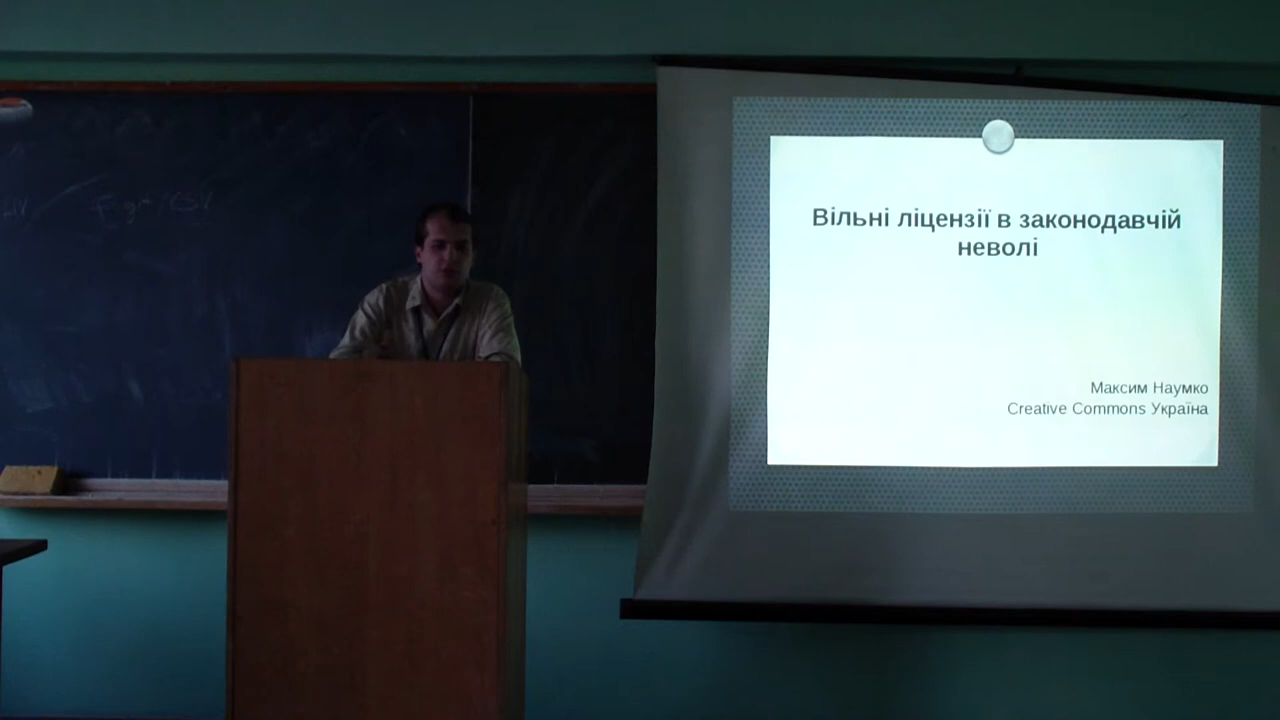 Вільні ліцензії в законодавчій
неволі
Максим Наумко
Creative Commons Україна